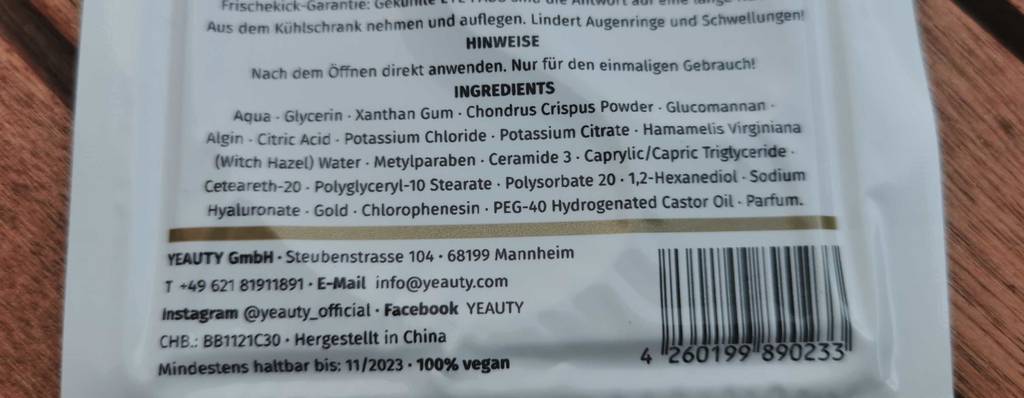 Frischekick-Garantie: Gekühlte
Aus dem Kühlschrank nehmen und auflegen. Lindert Augenringe und Schwellungen!
HINWEISE
Nach dem Öffnen direkt anwenden. Nur für den einmaligen Gebrauch!
INGREDIENTS
Aqua · Glycerin · Xanthan Gum · Chondrus Crispus Powder · Glucomannan ·
Algin · Citric Acid · Potassium Chloride · Potassium Citrate · Hamamelis Virginiana
(Witch Hazel) Water · Metylparaben · Ceramide 3 · Caprylic/Capric Triglyceride ·
Ceteareth-20 · Polyglyceryl-10 Stearate · Polysorbate 20 · 1,2-Hexanediol · Sodium
Hyaluronate · Gold · Chlorophenesin · PEG-40 Hydrogenated Castor Oil · Parfum.
YEAUTY GmbH · Steubenstrasse 104 · 68199 Mannheim
T +49 621 81911891 · E-Mail info@yeauty.com
Instagram @yeauty_official · Facebook YEAUTY
CHB.: BB1121C30 · Hergestellt in China
Mindestens haltbar bis: 11/2023 · 100% vegan
4 260199 890233